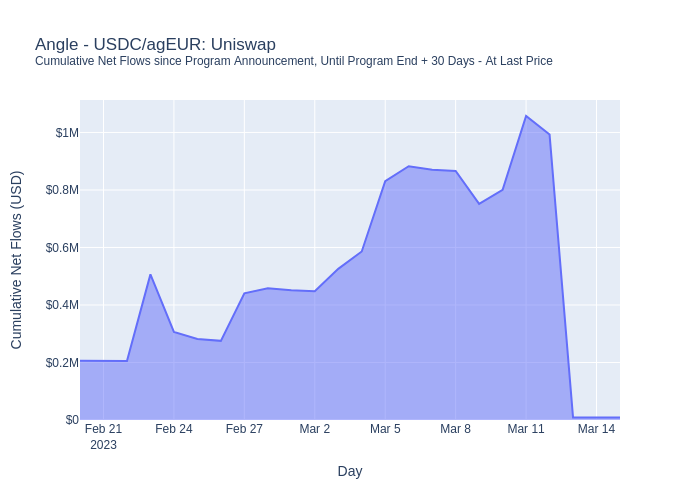 Angle - USDC/agEUR: Uniswap
Cumulative Net Flows since Program Announcement, Until Program End + 30 Days - At Last Price
Cumulative Net Flows (USD)
$1M
$0.8M
$0.6M
$0.4M
$0.2M
$0
Feb 21 Feb 24 Feb 27 Mar 2 Mar 5 Mar 8 Mar 11 Mar 14
2023
Day